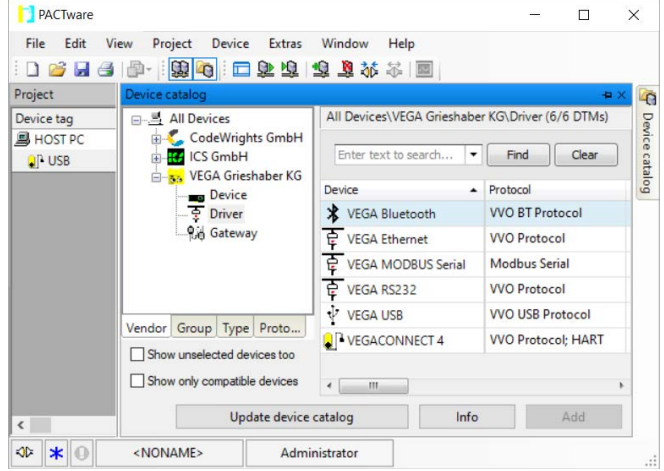 PACTware
File Edit View Project Device Extras Window Help
Project
Device tag
HOST PC
USB
Device catalog
All Devices
CodeWrights GmbH
ICS GmbH
VEGA Grieshaber KG
Device
Driver
Gateway
Vendor Group Type Proto...
Show unselected devices too
Show only compatible devices
All Devices\VEGA Grieshaber KG\Driver (6/6 DTMs)
Enter text to search... Find Clear
Device Protocol
VEGA Bluetooth VVO BT Protocol
VEGA Ethernet VVO Protocol
VEGA MODBUS Serial Modbus Serial
VEGA RS232 VVO Protocol
VEGA USB VVO USB Protocol
VEGACONNECT 4 VVO Protocol; HART
Update device catalog Info Add
Device catalog
<NONAME> Administrator